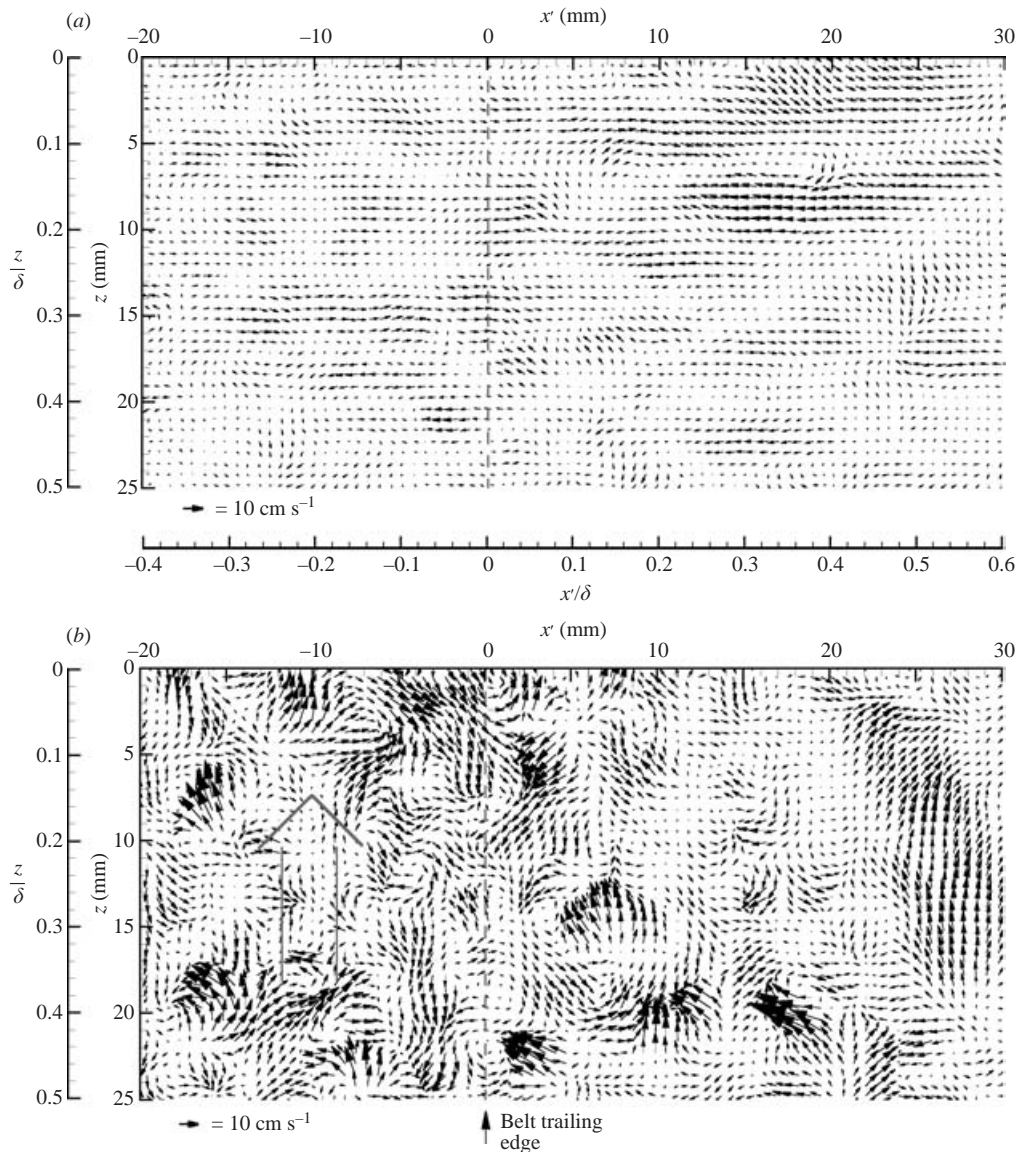 (a)
x′ (mm)
–20 –10 0 10 20 30
0
0.1
0.2
0.3
0.4
0.5
z
δ
0
5
10
15
20
25
z (mm)
= 10 cm s–1
–0.4 –0.3 –0.2 –0.1 0 0.1 0.2 0.3 0.4 0.5 0.6
x′/δ
(b)
x′ (mm)
–20 –10 0 10 20 30
0
0.1
0.2
0.3
0.4
0.5
z
δ
0
5
10
15
20
25
z (mm)
= 10 cm s–1
Belt trailing
edge